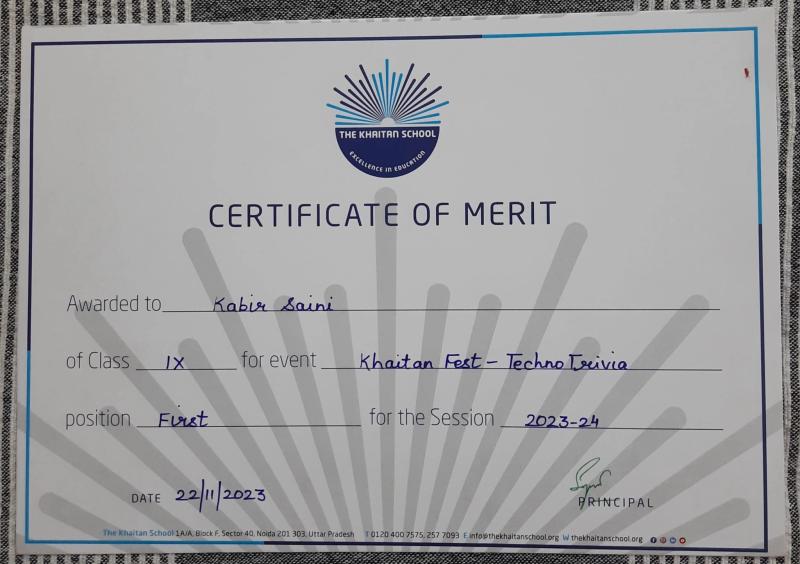 THE KHAITAN SCHOOL
EXCELLENCE IN EDUCATION
CERTIFICATE OF MERIT
Awarded to Kabir Saini
of Class IX for event Khaitan Fest - Techno Trivia
position First for the Session 2023-24
DATE 22/11/2023
PRINCIPAL
The Khaitan School 1A/A, Block F, Sector 40, Noida 201 303, Uttar Pradesh T 0120 400 7575, 257 7093 E info@thekhaitanschool.org W thekhaitanschool.org